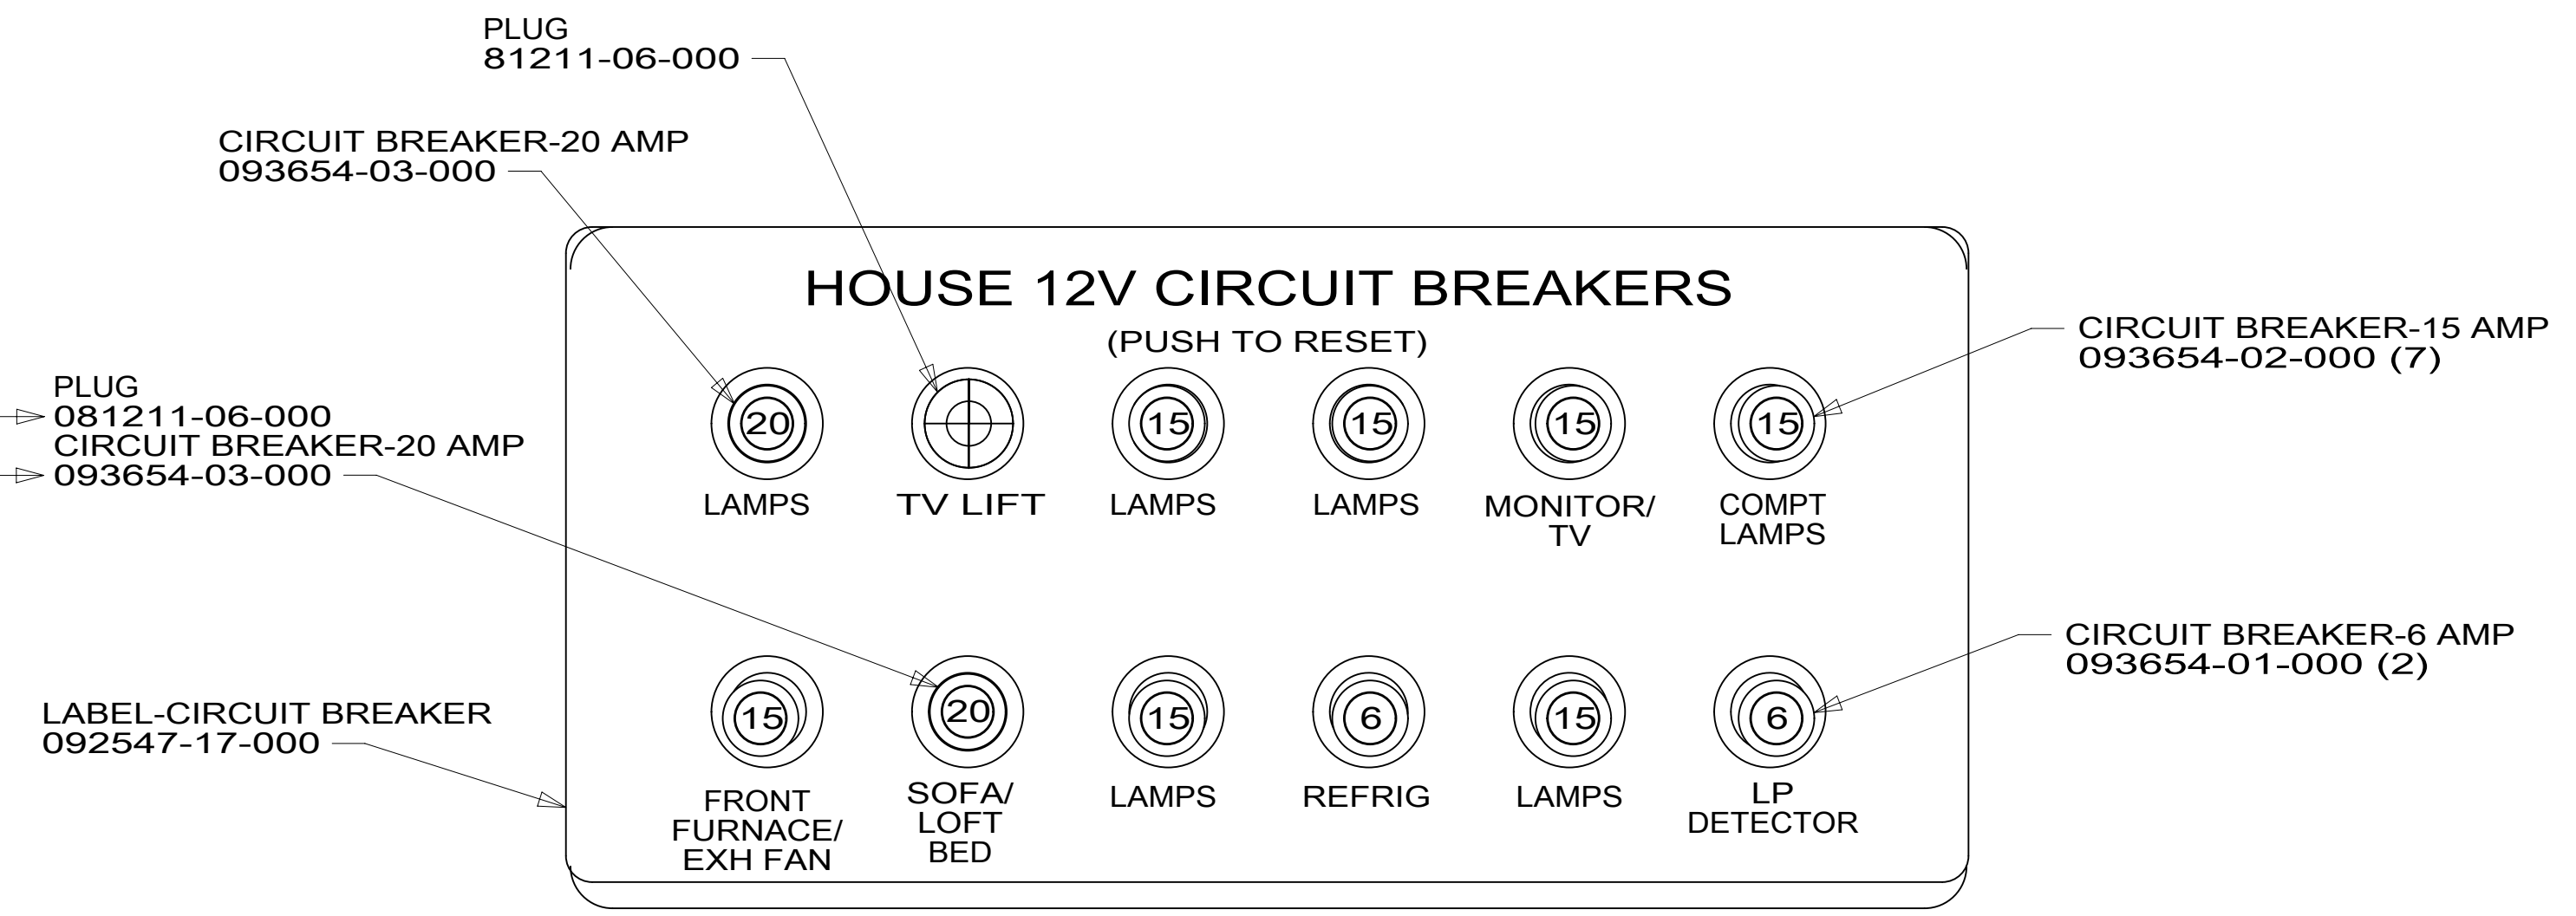 PLUG
81211-06-000
CIRCUIT BREAKER-20 AMP
093654-03-000
PLUG
081211-06-000
CIRCUIT BREAKER-20 AMP
093654-03-000
LABEL-CIRCUIT BREAKER
092547-17-000
HOUSE 12V CIRCUIT BREAKERS
(PUSH TO RESET)
20
15
15
15
15
LAMPS
TV LIFT
LAMPS
LAMPS
MONITOR/
TV
COMPT
LAMPS
15
20
15
6
15
6
FRONT
FURNACE/
EXH FAN
SOFA/
LOFT
BED
LAMPS
REFRIG
LAMPS
LP
DETECTOR
CIRCUIT BREAKER-15 AMP
093654-02-000 (7)
CIRCUIT BREAKER-6 AMP
093654-01-000 (2)